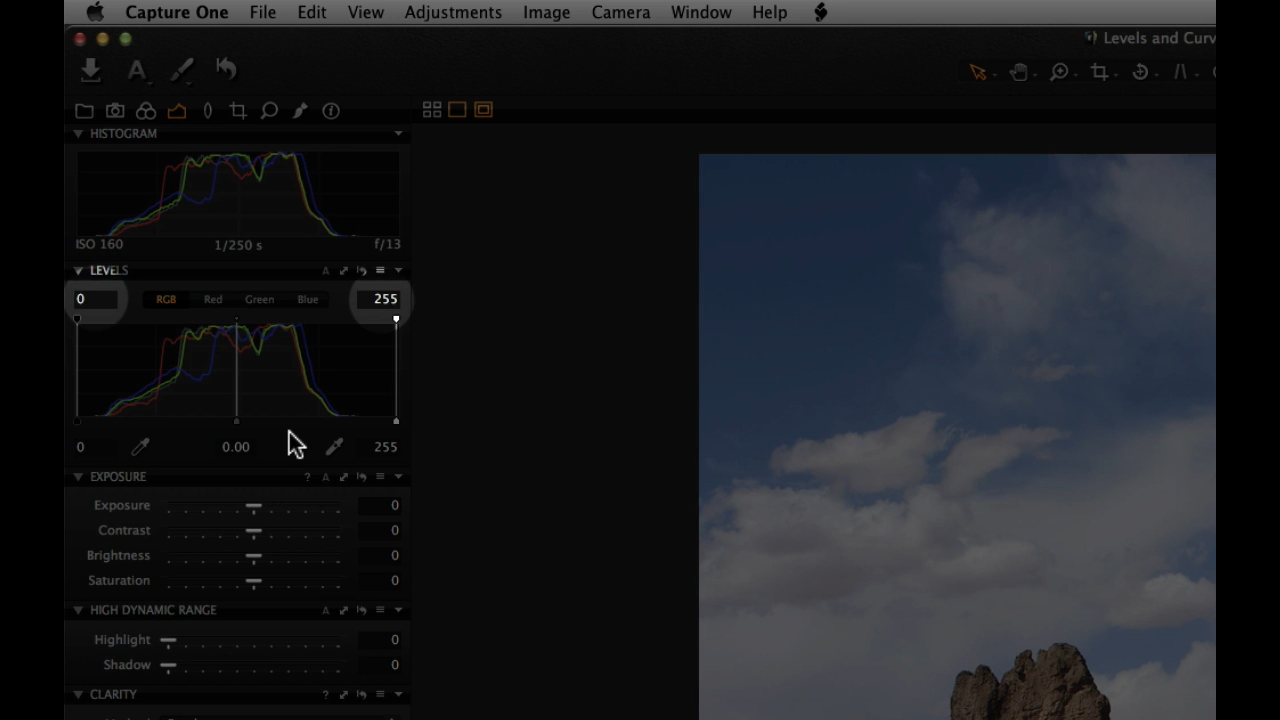 Capture One File Edit View Adjustments Image Camera Window Help
Levels and Curv
HISTOGRAM
ISO 160 1/250 s f/13
LEVELS A
0 RGB Red Green Blue 255
0 0.00 255
EXPOSURE ? A
Exposure 0
Contrast 0
Brightness 0
Saturation 0
HIGH DYNAMIC RANGE A
Highlight 0
Shadow 0
CLARITY ?